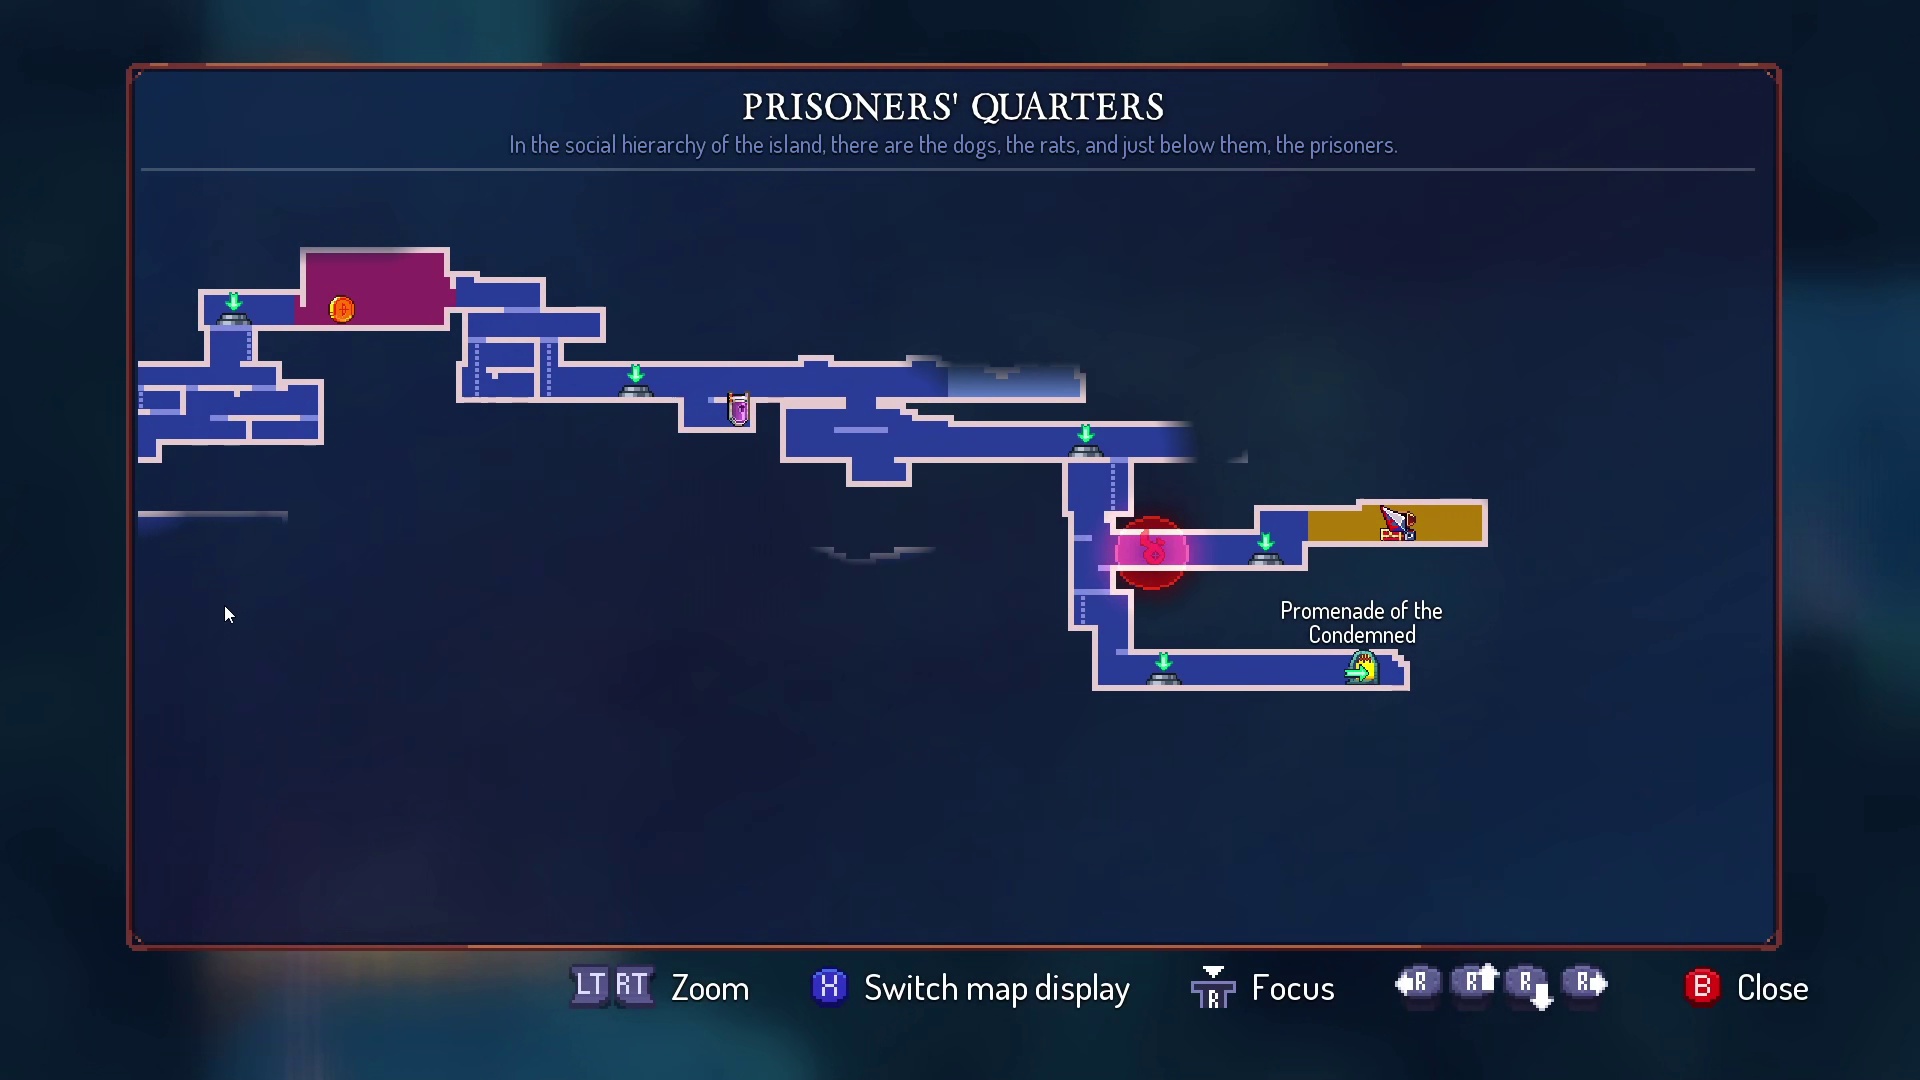 PRISONERS' QUARTERS
In the social hierarchy of the island, there are the dogs, the rats, and just below them, the prisoners.
Promenade of the
Condemned
LT RT Zoom
X Switch map display
R Focus
R R R R
B Close